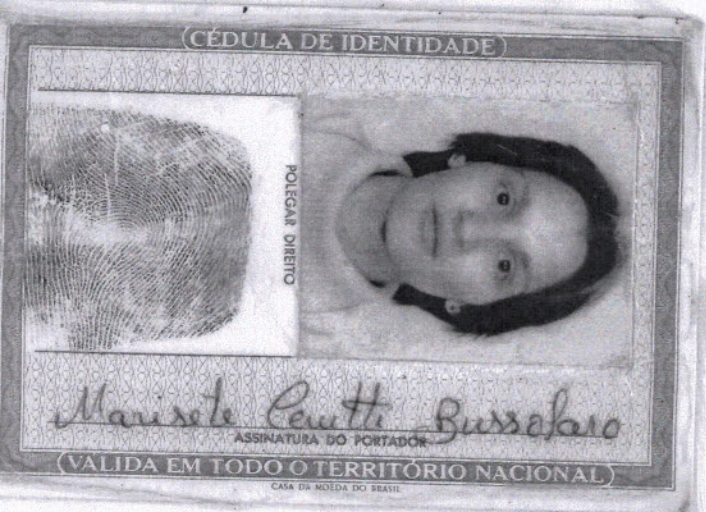 (CÉDULA DE IDENTIDADE)
POLEGAR DIREITO
Marisete Cerutti Bussolaro
ASSINATURA DO PORTADOR
(VÁLIDA EM TODO O TERRITÓRIO NACIONAL)
CASA DA MOEDA DO BRASIL